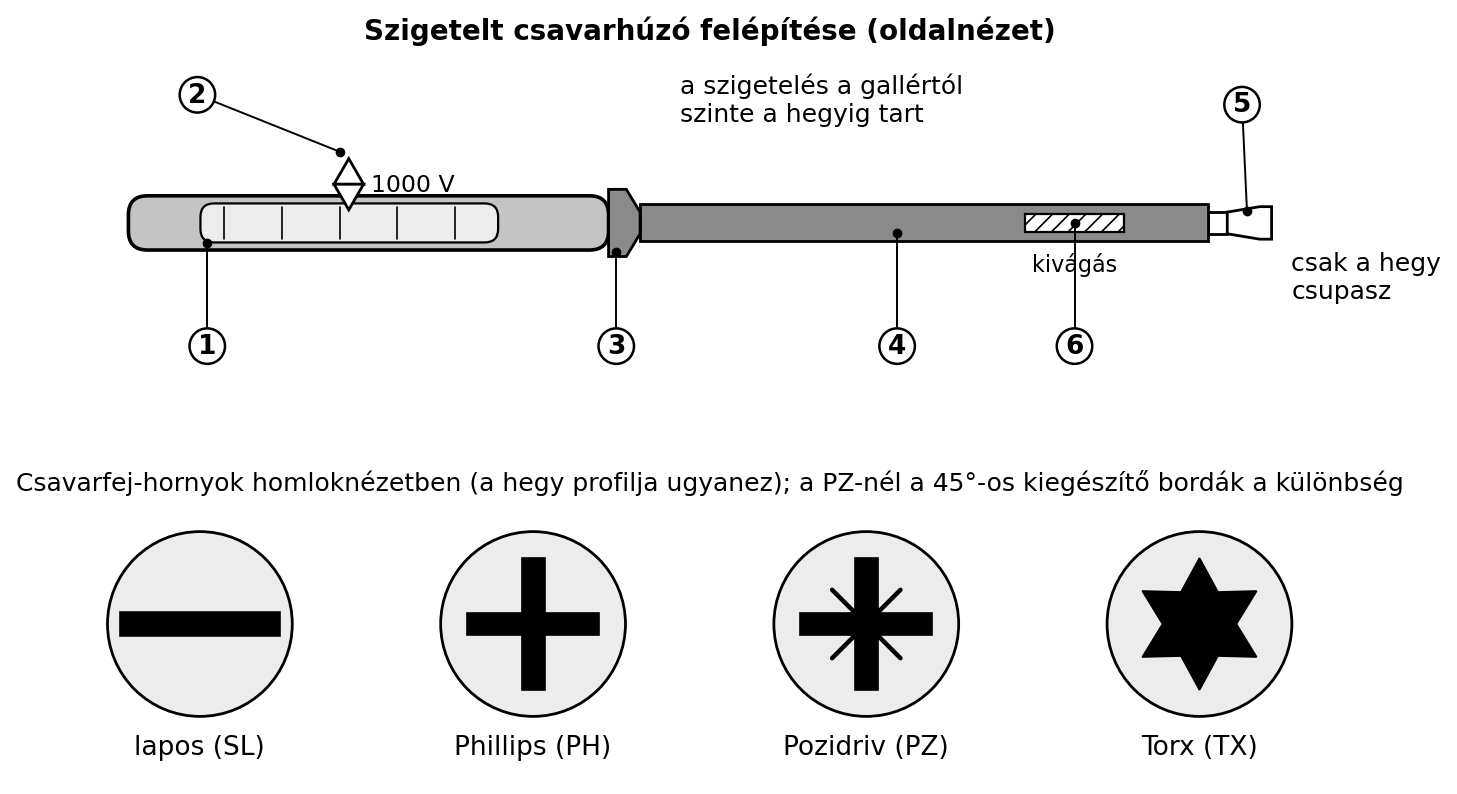 Szigetelt csavarhúzó felépítése (oldalnézet)
2
a szigetelés a gallértól
szinte a hegyig tart
5
1000 V
kivágás
csak a hegy
csupasz
1
3
4
6
Csavarfej-hornyok homloknézetben (a hegy profilja ugyanez); a PZ-nél a 45°-os kiegészítő bordák a különbség
lapos (SL)
Phillips (PH)
Pozidriv (PZ)
Torx (TX)